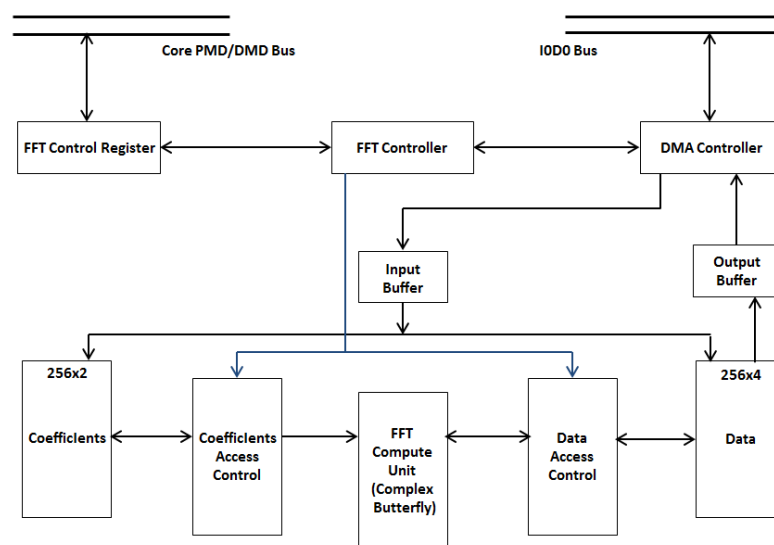 Core PMD/DMD Bus
I0D0 Bus
FFT Control Register
FFT Controller
DMA Controller
Input
Buffer
Output
Buffer
256x2
Coefficients
Coefficients
Access
Control
FFT
Compute
Unit
(Complex
Butterfly)
Data
Access
Control
256x4
Data